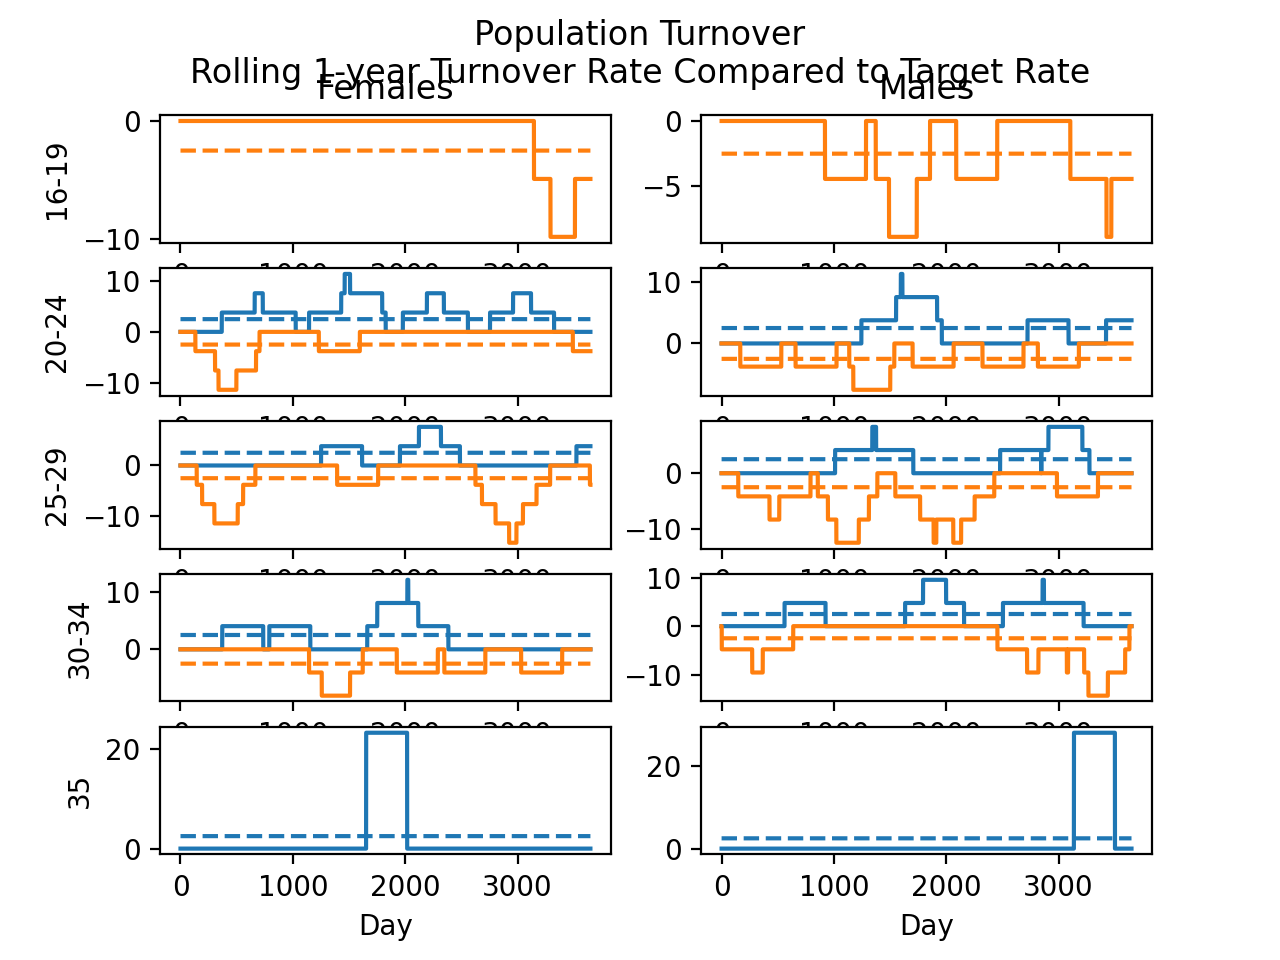 Population Turnover
Rolling 1-year Turnover Rate Compared to Target Rate
Females Males
16-19 0 −10 0 −5
20-24 10 0 −10 10 0
25-29 0 −10 0 −10
30-34 10 0 10 0 −10
35 20 0 20 0
0 1000 2000 3000 0 1000 2000 3000
Day Day